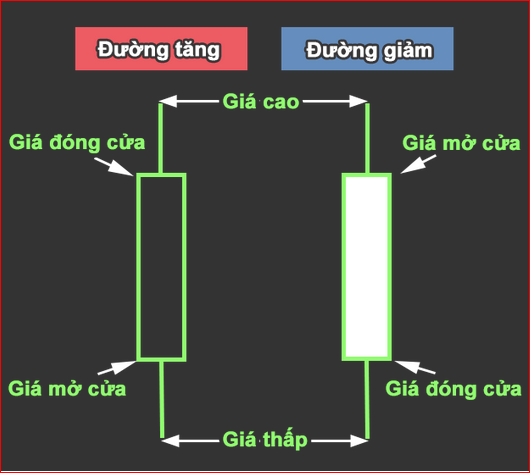 Đường tăng
Đường giảm
Giá cao
Giá đóng cửa
Giá mở cửa
Giá mở cửa
Giá đóng cửa
Giá thấp